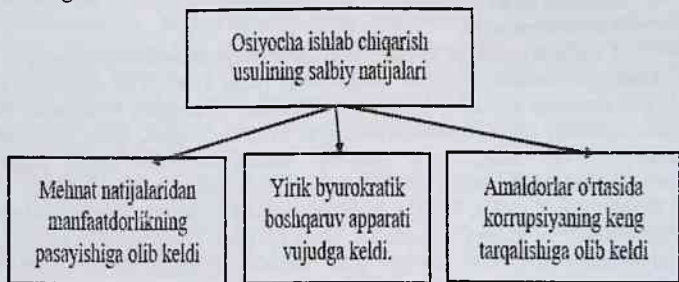 Osiyocha ishlab chiqarish
usulining salbiy natijalari
Mehnat natijalaridan
manfaatdorlikning
pasayishiga olib keldi
Yirik byurokratik
boshqaruv apparati
vujudga keldi.
Amaldorlar o'rtasida
korrupsiyaning keng
tarqalishiga olib keldi